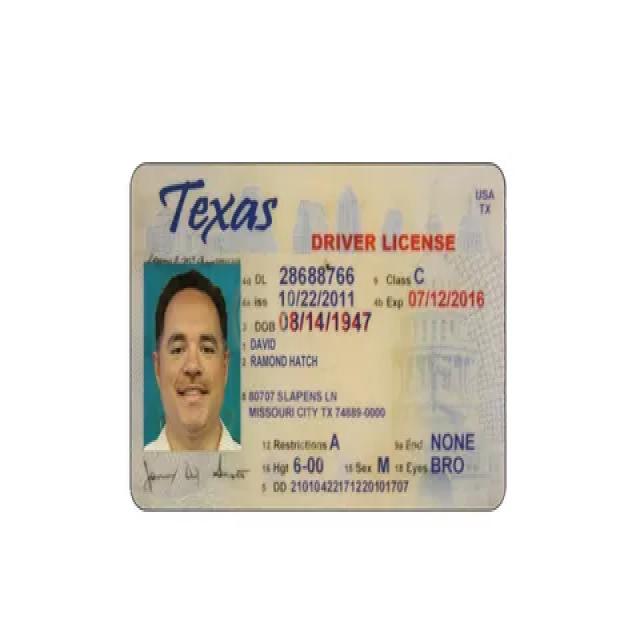 Texas
USA
TX
DRIVER LICENSE
4d DL 28688766 9 Class C
4a Iss 10/22/2011 4b Exp 07/12/2016
3 DOB 08/14/1947
1 DAVID
2 RAMOND HATCH
8 80707 SLAPENS LN
MISSOURI CITY TX 74689-0000
12 Restrictions A 9a End NONE
16 Hgt 6-00 15 Sex M 18 Eyes BRO
5 DD 21010422171220101707